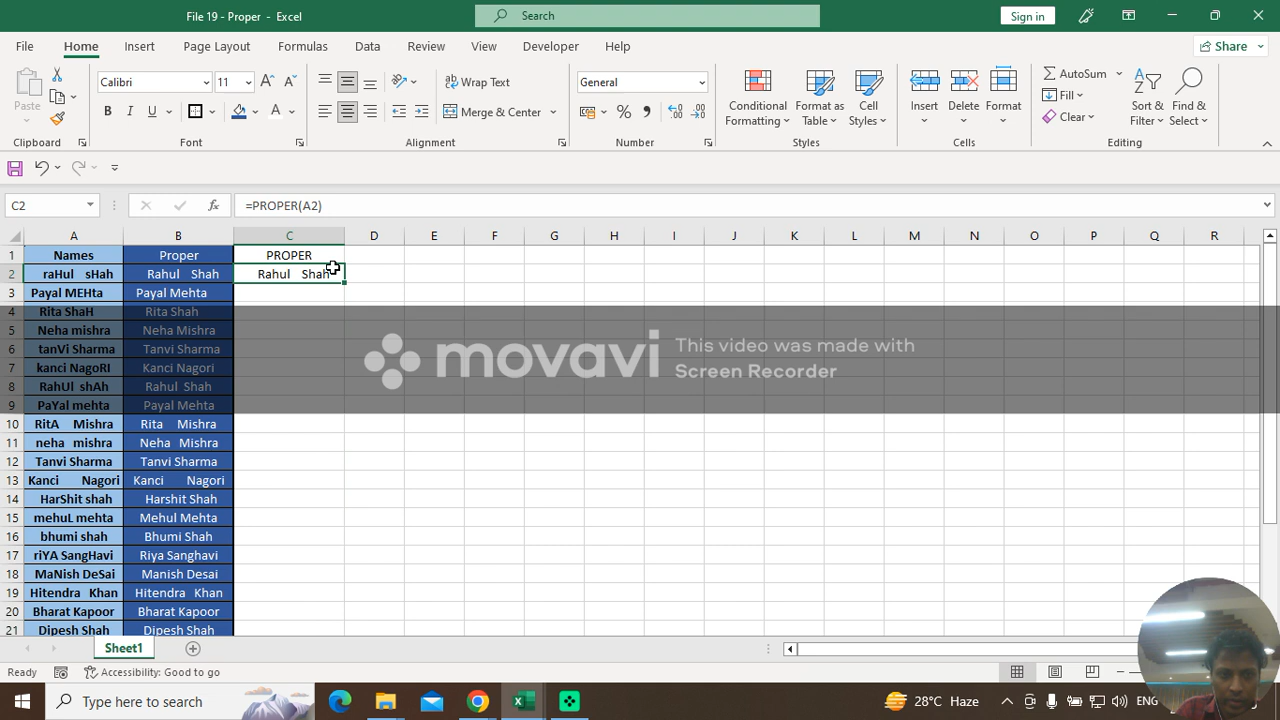 File 19 - Proper - Excel
Search
Sign in
File Home Insert Page Layout Formulas Data Review View Developer Help
Share
Paste
Calibri 11
B I U
Wrap Text
Merge & Center
General
Conditional Formatting
Format as Table
Cell Styles
Insert
Delete
Format
AutoSum
Fill
Clear
Sort & Filter
Find & Select
Clipboard Font Alignment Number Styles Cells Editing
C2 fx =PROPER(A2)
A B C D E F G H I J K L M N O P Q R
1 Names Proper PROPER
2 raHul sHah Rahul Shah Rahul Shah
3 Payal MEHta Payal Mehta
4 Rita ShaH Rita Shah
5 Neha mishra Neha Mishra
6 tanVi Sharma Tanvi Sharma
7 kanci NagoRI Kanci Nagori
8 RahUl shAh Rahul Shah
9 PaYal mehta Payal Mehta
10 RitA Mishra Rita Mishra
11 neha mishra Neha Mishra
12 Tanvi Sharma Tanvi Sharma
13 Kanci Nagori Kanci Nagori
14 HarShit shah Harshit Shah
15 mehuL mehta Mehul Mehta
16 bhumi shah Bhumi Shah
17 riYA SangHavi Riya Sanghavi
18 MaNish DeSai Manish Desai
19 Hitendra Khan Hitendra Khan
20 Bharat Kapoor Bharat Kapoor
21 Dipesh Shah Dipesh Shah
movavi
This video was made with
Screen Recorder
Sheet1
Ready Accessibility: Good to go
Type here to search
28°C Haze
ENG